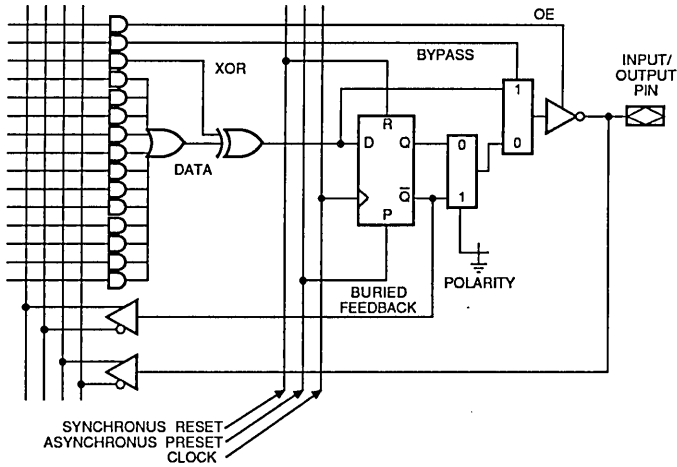 OE
BYPASS
INPUT/
OUTPUT
PIN
XOR
1
R
D
Q
0
0
DATA
Q
1
P
POLARITY
BURIED
FEEDBACK
SYNCHRONUS RESET
ASYNCHRONUS PRESET
CLOCK